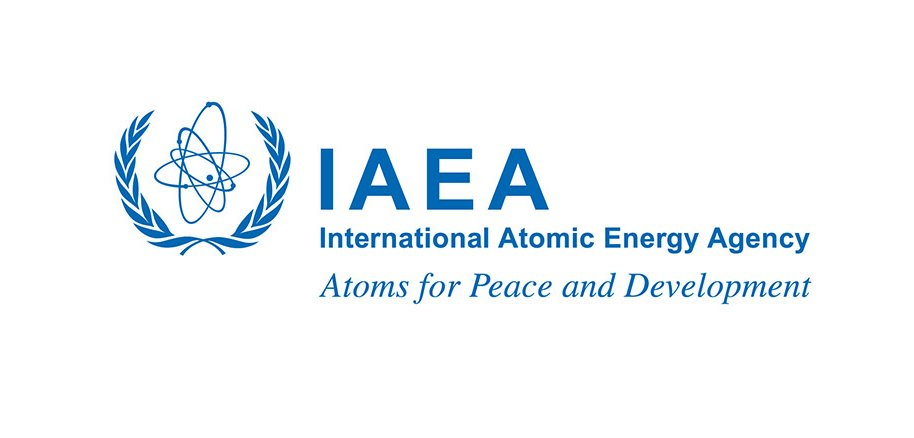 IAEA
International Atomic Energy Agency
Atoms for Peace and Development